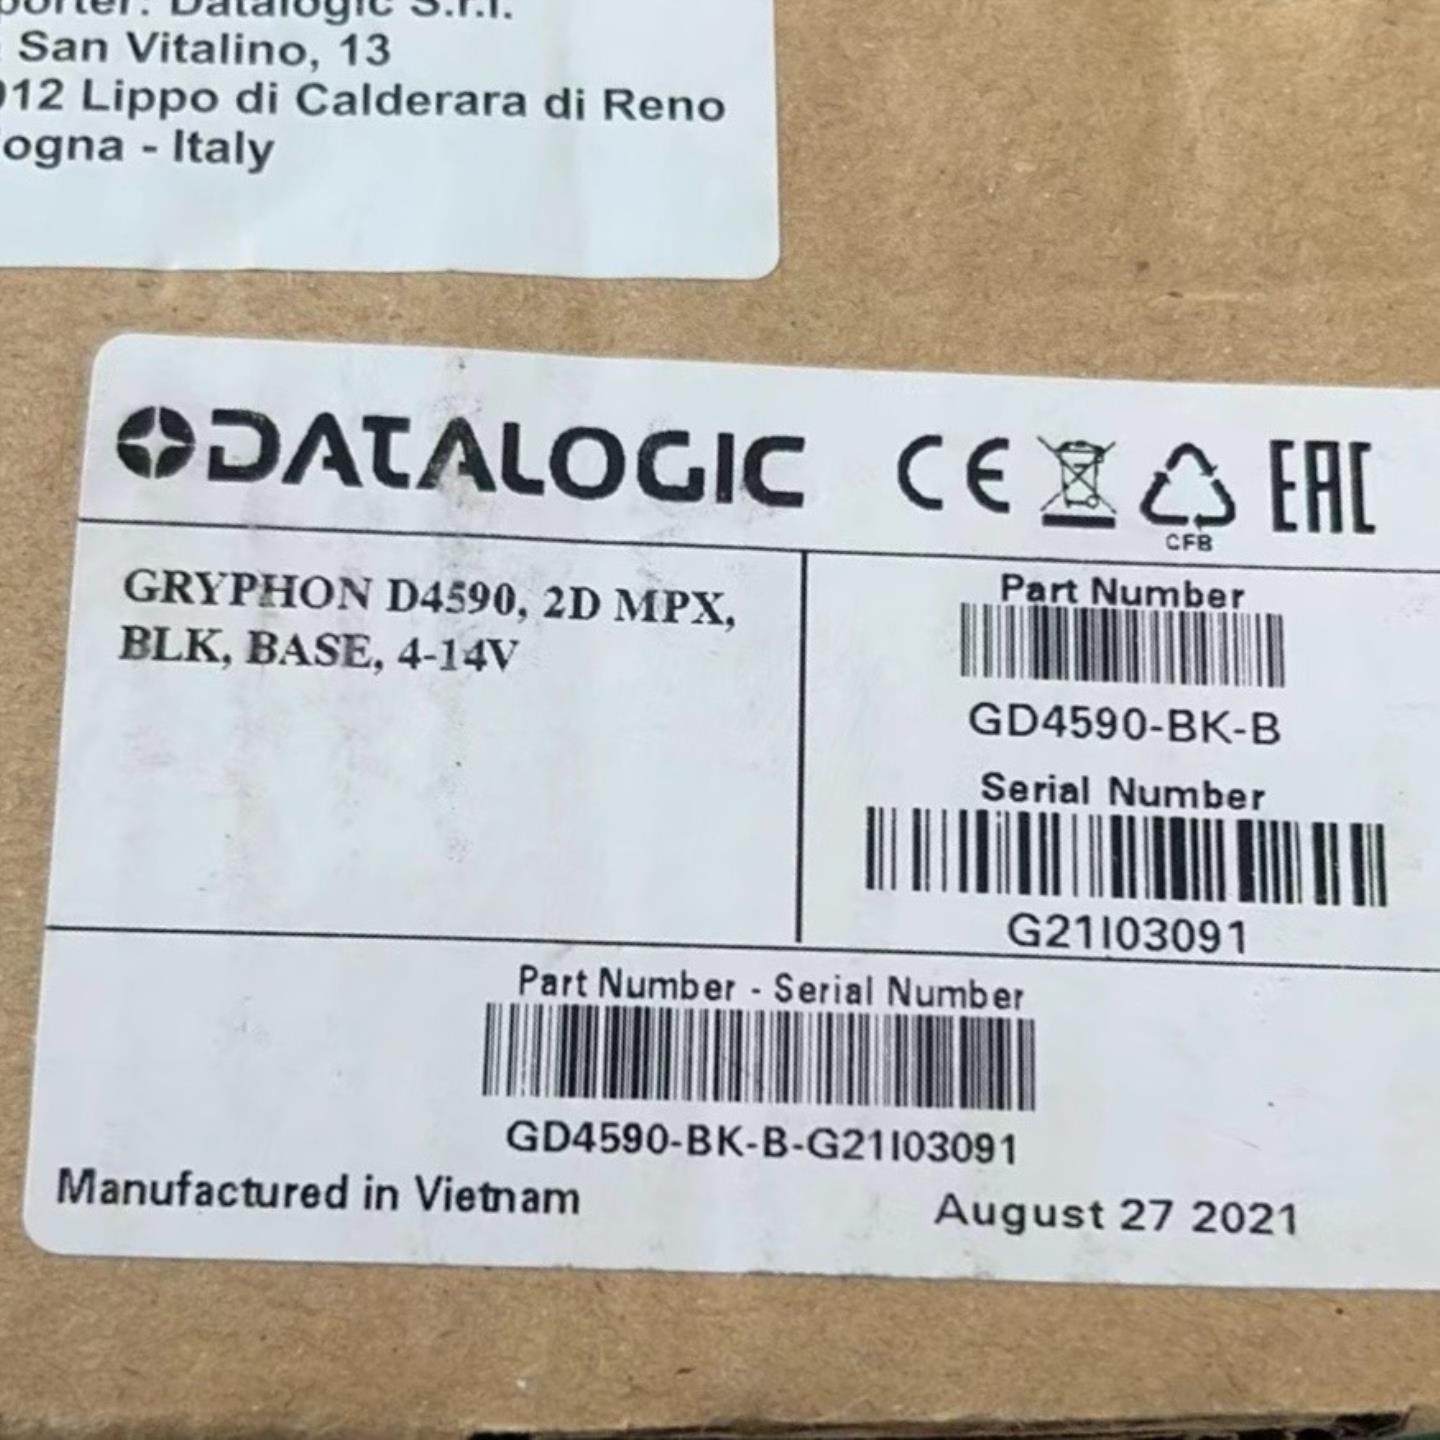 porter: Datalogic S.r.l.
San Vitalino, 13
012 Lippo di Calderara di Reno
ogna - Italy
DATALOGIC CE CFB EAC
GRYPHON D4590, 2D MPX,
BLK, BASE, 4-14V
Part Number
GD4590-BK-B
Serial Number
G21I03091
Part Number - Serial Number
GD4590-BK-B-G21I03091
Manufactured in Vietnam
August 27 2021